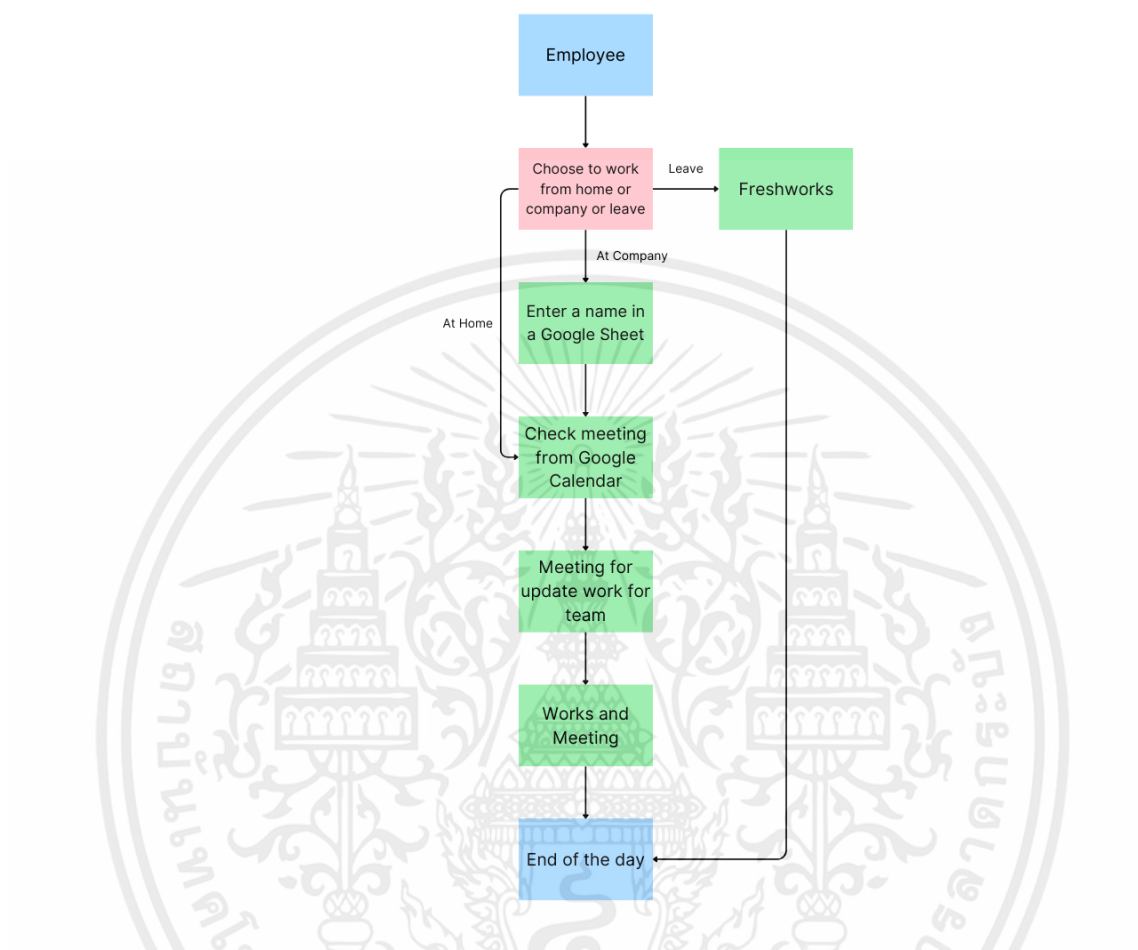 Employee
Choose to work
from home or
company or leave
Leave
Freshworks
At Company
Enter a name in
a Google Sheet
At Home
Check meeting
from Google
Calendar
Meeting for
update work for
team
Works and
Meeting
End of the day